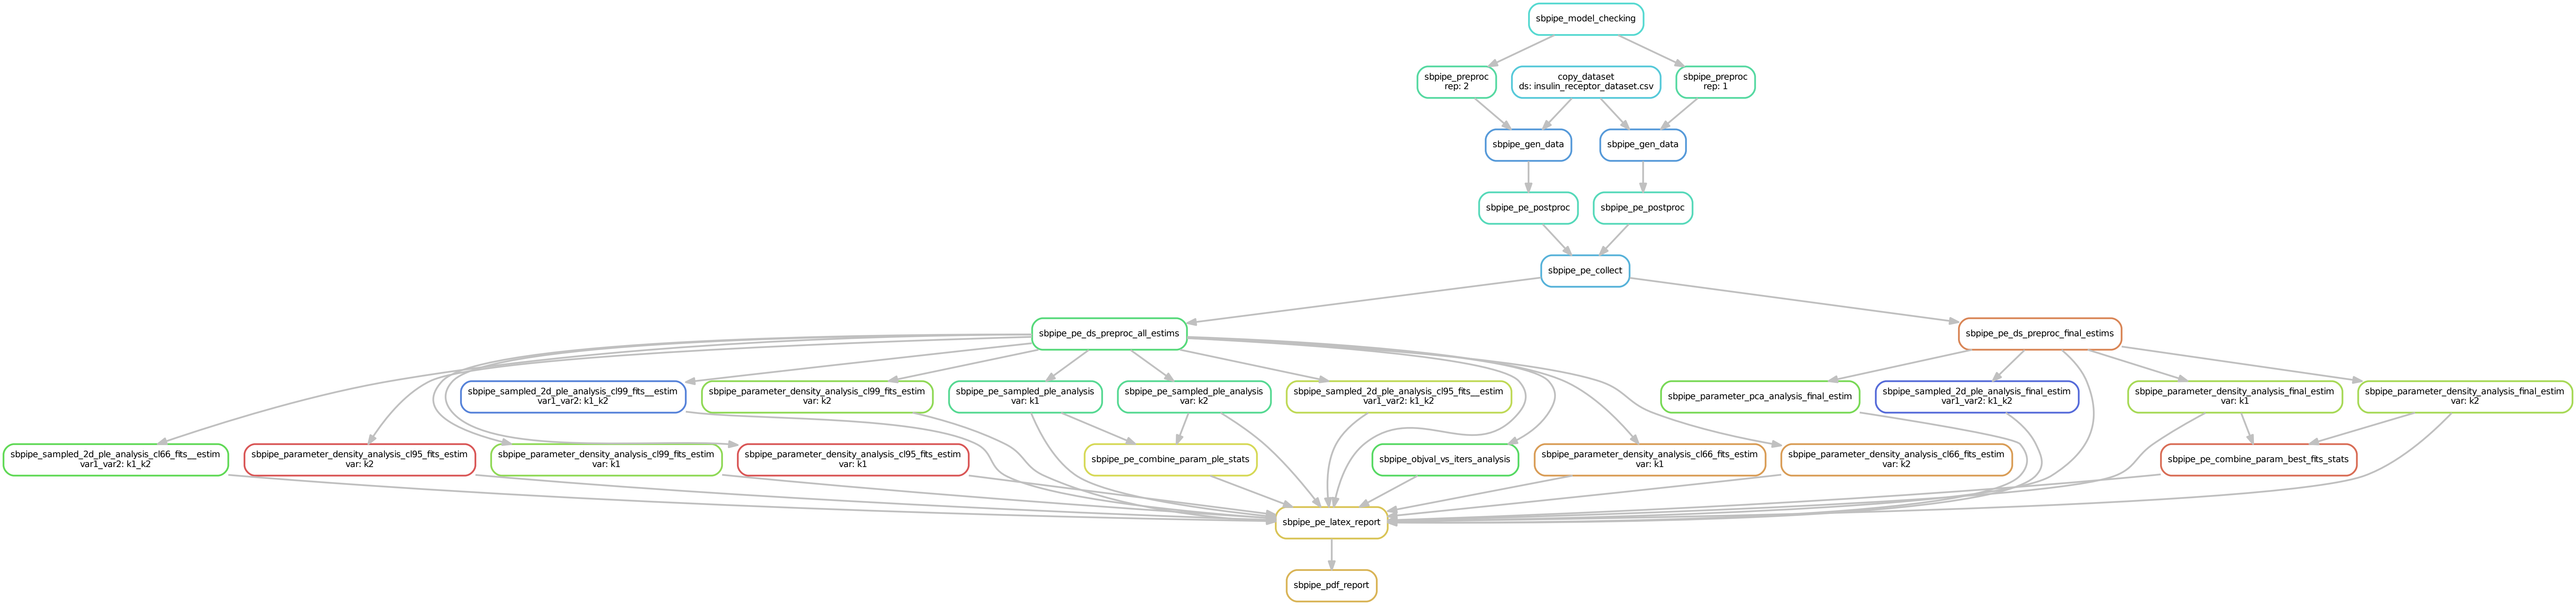 sbpipe_model_checking
sbpipe_preproc
rep: 2
copy_dataset
ds: insulin_receptor_dataset.csv
sbpipe_preproc
rep: 1
sbpipe_gen_data
sbpipe_gen_data
sbpipe_pe_postproc
sbpipe_pe_postproc
sbpipe_pe_collect
sbpipe_pe_ds_preproc_all_estims
sbpipe_pe_ds_preproc_final_estims
sbpipe_sampled_2d_ple_analysis_cl99_fits__estim
var1_var2: k1_k2
sbpipe_parameter_density_analysis_cl99_fits_estim
var: k2
sbpipe_pe_sampled_ple_analysis
var: k1
sbpipe_pe_sampled_ple_analysis
var: k2
sbpipe_sampled_2d_ple_analysis_cl95_fits__estim
var1_var2: k1_k2
sbpipe_parameter_pca_analysis_final_estim
sbpipe_sampled_2d_ple_analysis_final_estim
var1_var2: k1_k2
sbpipe_parameter_density_analysis_final_estim
var: k1
sbpipe_parameter_density_analysis_final_estim
var: k2
sbpipe_sampled_2d_ple_analysis_cl66_fits__estim
var1_var2: k1_k2
sbpipe_parameter_density_analysis_cl95_fits_estim
var: k2
sbpipe_parameter_density_analysis_cl99_fits_estim
var: k1
sbpipe_parameter_density_analysis_cl95_fits_estim
var: k1
sbpipe_pe_combine_param_ple_stats
sbpipe_objval_vs_iters_analysis
sbpipe_parameter_density_analysis_cl66_fits_estim
var: k1
sbpipe_parameter_density_analysis_cl66_fits_estim
var: k2
sbpipe_pe_combine_param_best_fits_stats
sbpipe_pe_latex_report
sbpipe_pdf_report